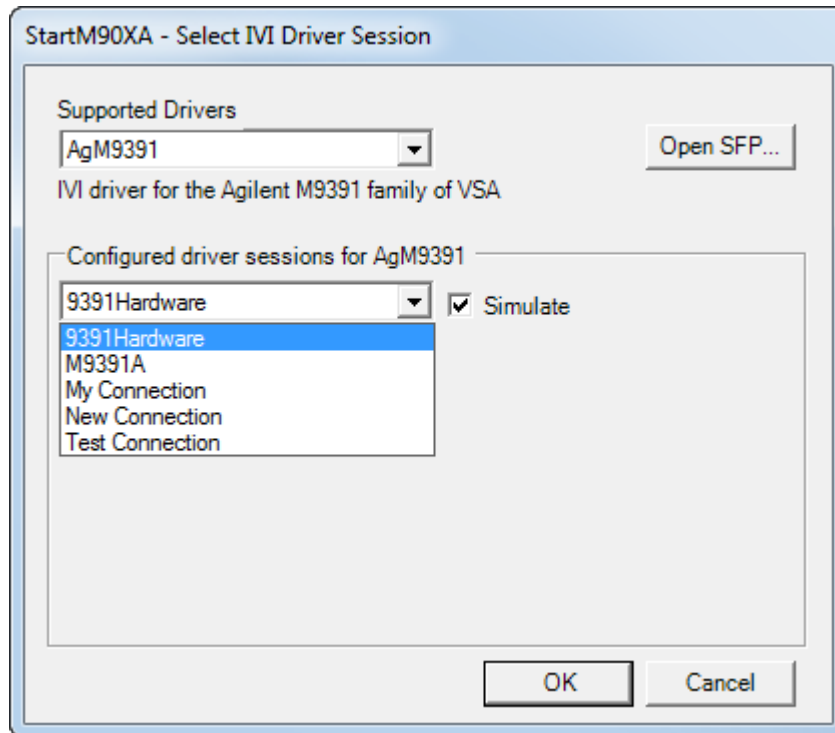 StartM90XA - Select IVI Driver Session
Supported Drivers
AgM9391
Open SFP...
IVI driver for the Agilent M9391 family of VSA
Configured driver sessions for AgM9391
9391Hardware
Simulate
9391Hardware
M9391A
My Connection
New Connection
Test Connection
OK
Cancel